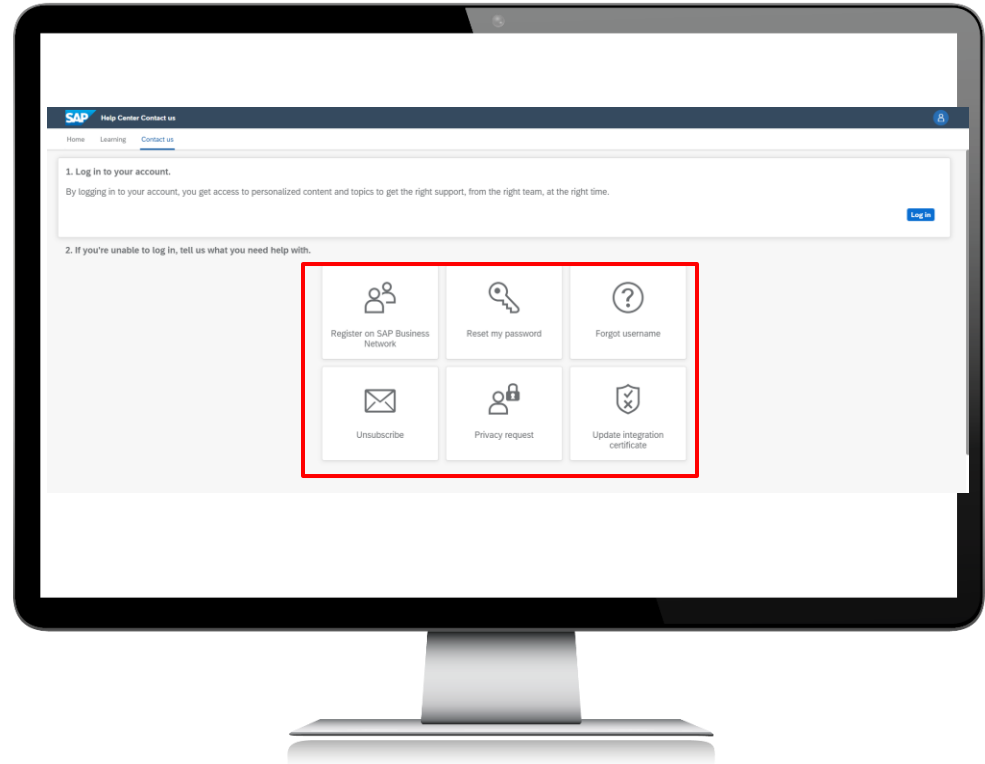 SAP Help Center Contact us
Home Learning Contact us
1. Log in to your account.
By logging in to your account, you get access to personalized content and topics to get the right support, from the right team, at the right time.
Log in
2. If you're unable to log in, tell us what you need help with.
Register on SAP Business
Network
Reset my password
Forgot username
Unsubscribe
Privacy request
Update integration
certificate